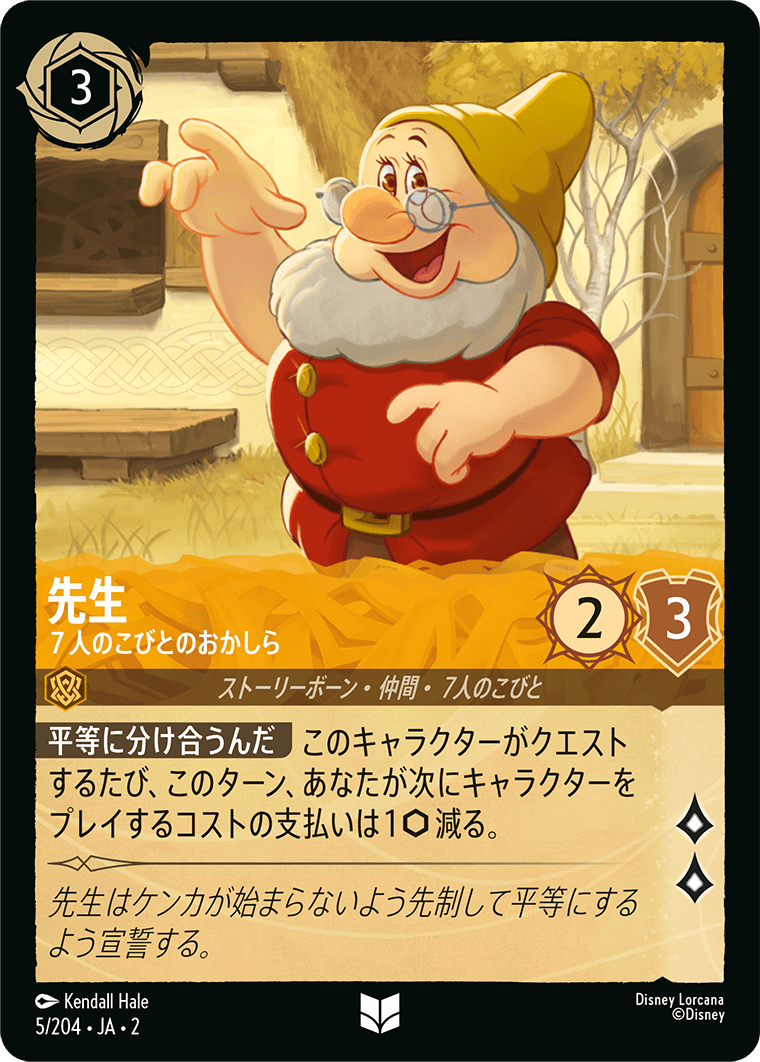 3
先生
7人のこびとのおかしら
2
3
ストーリーボーン・仲間・7人のこびと
平等に分け合うんだ このキャラクターがクエスト
するたび、このターン、あなたが次にキャラクターを
プレイするコストの支払いは1⬡減る。
先生はケンカが始まらないよう先制して平等にする
よう宣誓する。
Kendall Hale
5/204・JA・2
Disney Lorcana
©Disney